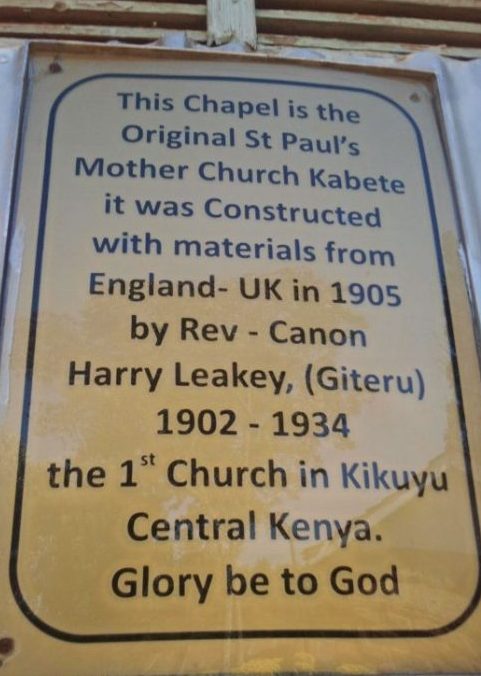 This Chapel is the
Original St Paul's
Mother Church Kabete
it was Constructed
with materials from
England- UK in 1905
by Rev - Canon
Harry Leakey, (Giteru)
1902 - 1934
the 1st Church in Kikuyu
Central Kenya.
Glory be to God